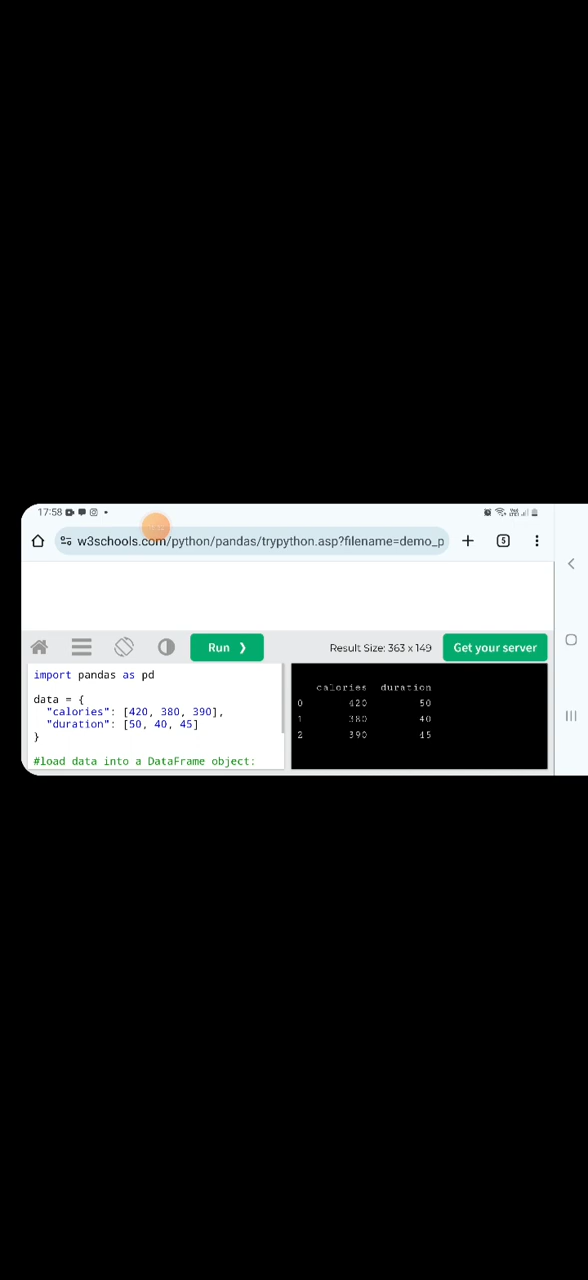 17:58
w3schools.com/python/pandas/trypython.asp?filename=demo_p
5
Run ❯
Result Size: 363 x 149
Get your server
import pandas as pd
data = {
"calories": [420, 380, 390],
"duration": [50, 40, 45]
}
#load data into a DataFrame object:
calories duration
0 420 50
1 380 40
2 390 45